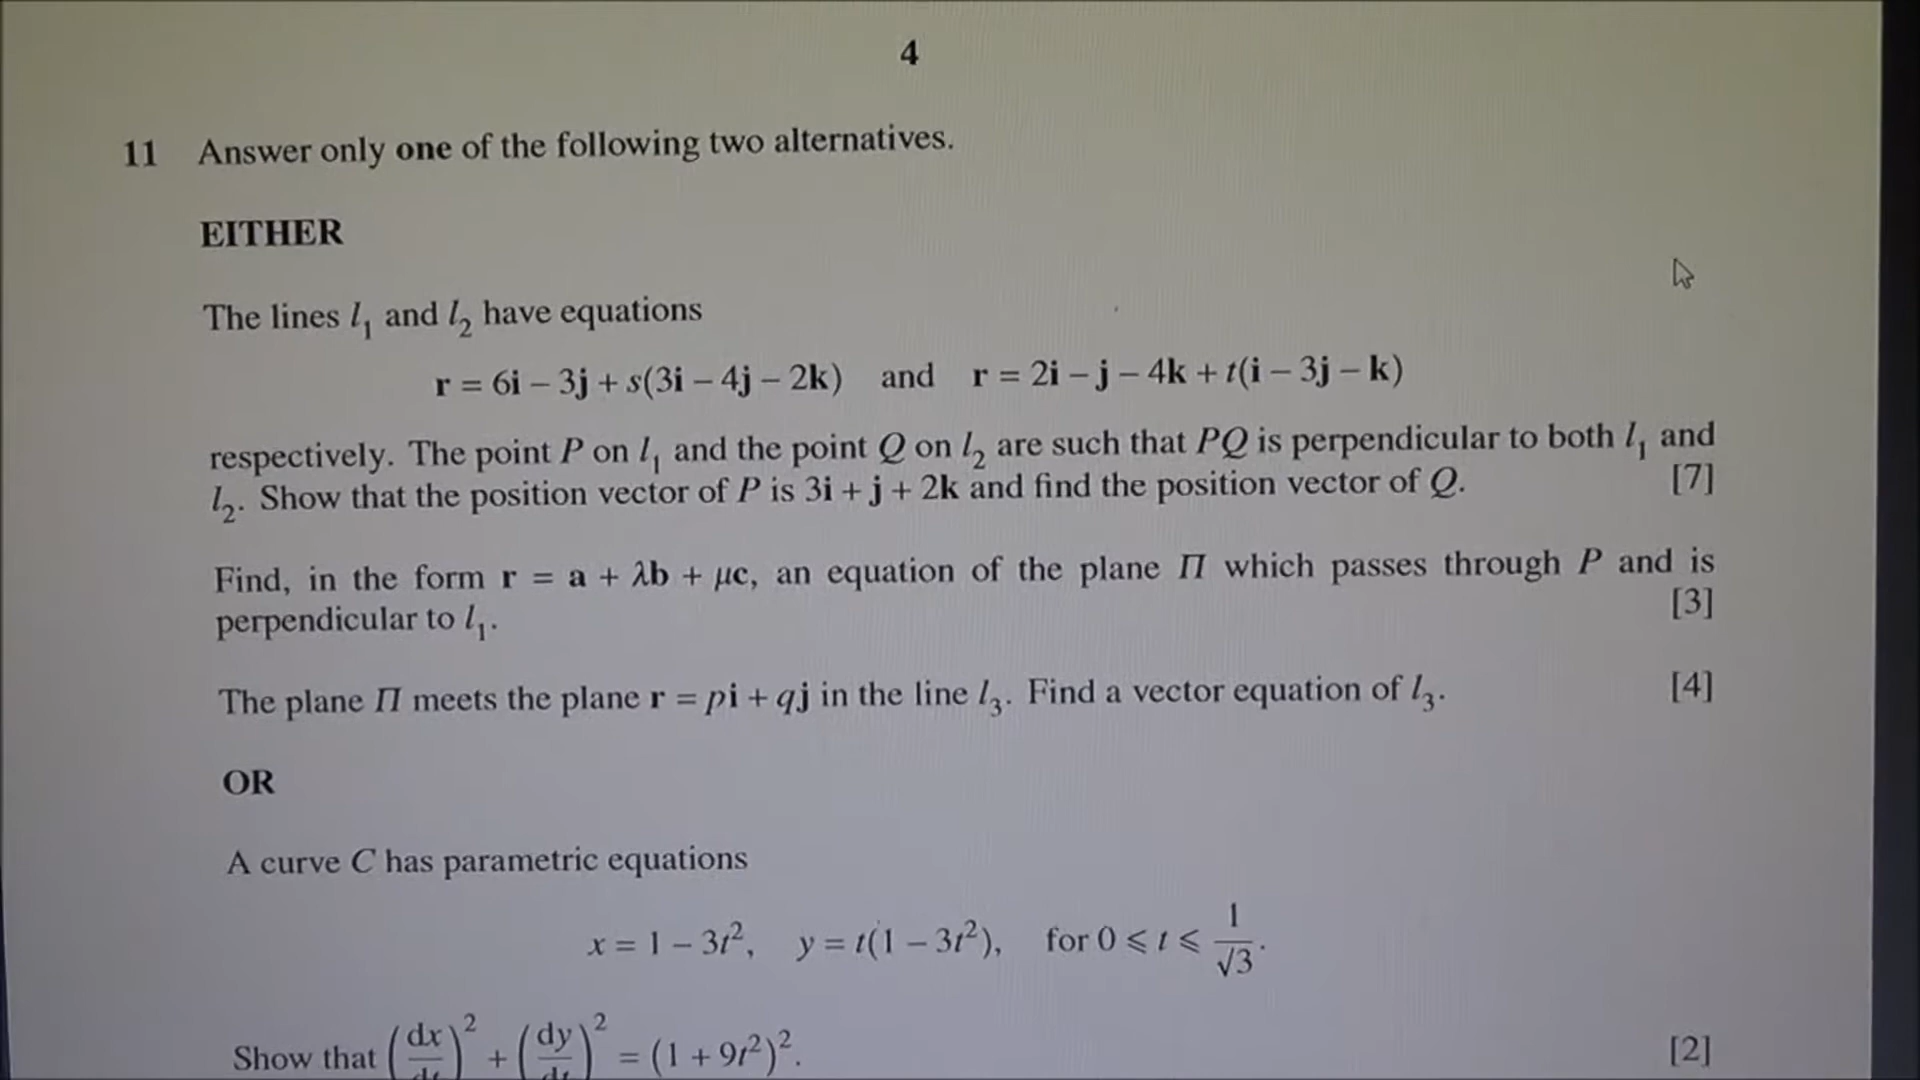 4
11 Answer only one of the following two alternatives.
EITHER
The lines l₁ and l₂ have equations
r = 6i – 3j + s(3i – 4j – 2k) and r = 2i – j – 4k + t(i – 3j – k)
respectively. The point P on l₁ and the point Q on l₂ are such that PQ is perpendicular to both l₁ and
l₂. Show that the position vector of P is 3i + j + 2k and find the position vector of Q. [7]
Find, in the form r = a + λb + μc, an equation of the plane Π which passes through P and is
perpendicular to l₁. [3]
The plane Π meets the plane r = pi + qj in the line l₃. Find a vector equation of l₃. [4]
OR
A curve C has parametric equations
x = 1 – 3t², y = t(1 – 3t²), for 0 ⩽ t ⩽ 1/√3.
Show that (dx/dt)² + (dy/dt)² = (1 + 9t²)². [2]